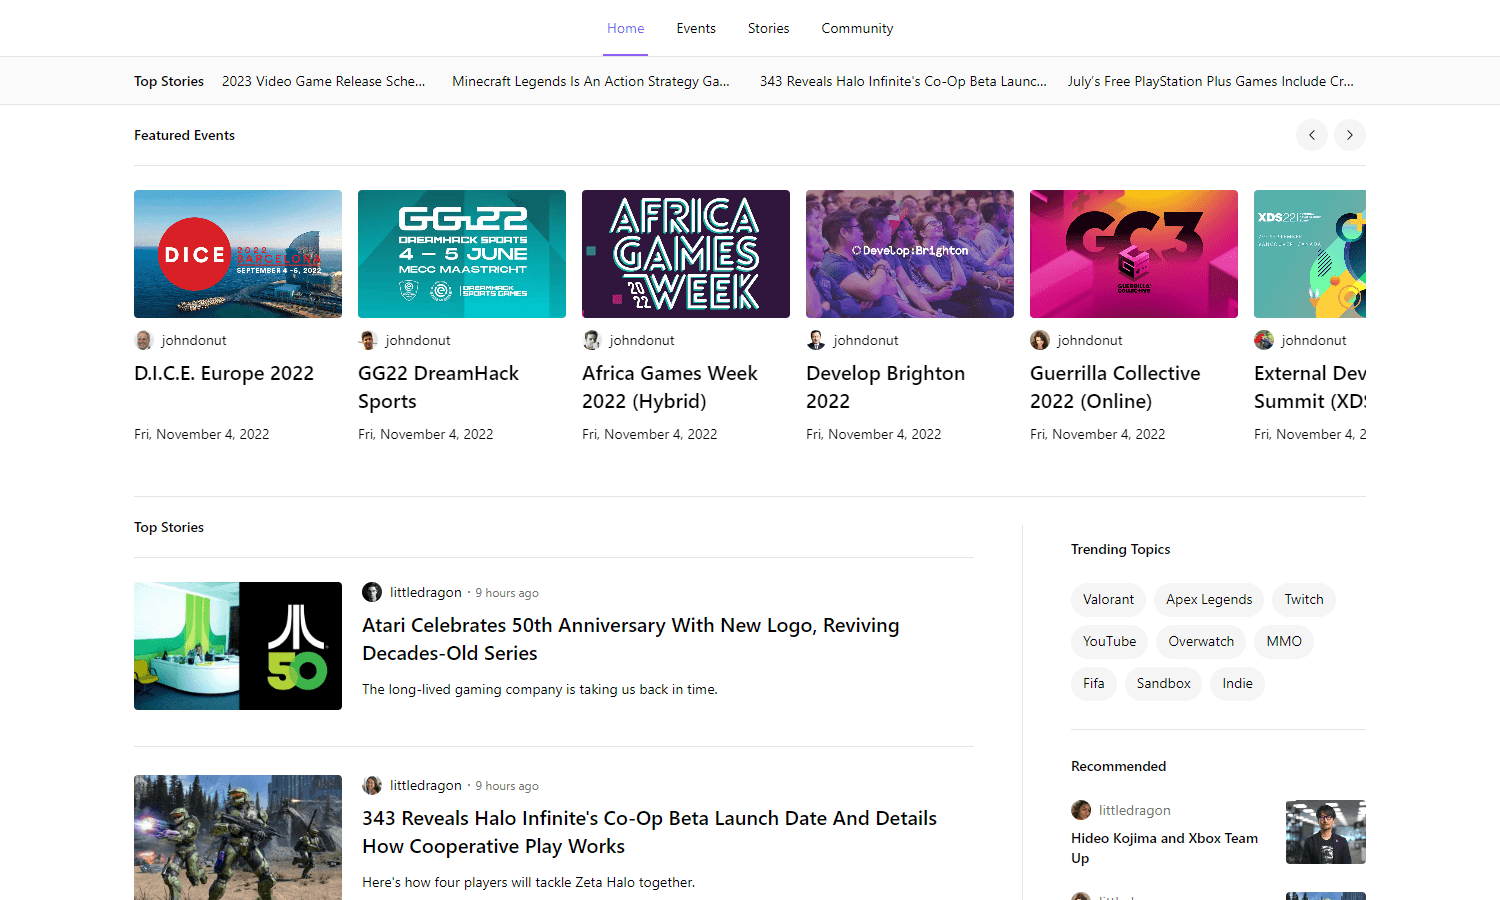 Home Events Stories Community
Top Stories 2023 Video Game Release Sche... Minecraft Legends Is An Action Strategy Ga... 343 Reveals Halo Infinite's Co-Op Beta Launc... July's Free PlayStation Plus Games Include Cr...
Featured Events
DICE
2022
BARCELONA
SEPTEMBER 4 -6, 2022
GG22
DREAMHACK SPORTS
4 – 5 JUNE
MECC MAASTRICHT
DREAMHACK
SPORTS GAMES
AFRICA
GAMES
WEEK
20
22
Develop:Brighton
GC3
GUERRILLA
COLLECTIVE
XDS22
johndonut johndonut johndonut johndonut johndonut johndonut
D.I.C.E. Europe 2022
GG22 DreamHack
Sports
Africa Games Week
2022 (Hybrid)
Develop Brighton
2022
Guerrilla Collective
2022 (Online)
External Dev
Summit (XDS
Fri, November 4, 2022 Fri, November 4, 2022 Fri, November 4, 2022 Fri, November 4, 2022 Fri, November 4, 2022 Fri, November 4, 2
Top Stories
50
littledragon · 9 hours ago
Atari Celebrates 50th Anniversary With New Logo, Reviving
Decades-Old Series
The long-lived gaming company is taking us back in time.
littledragon · 9 hours ago
343 Reveals Halo Infinite's Co-Op Beta Launch Date And Details
How Cooperative Play Works
Here's how four players will tackle Zeta Halo together.
Trending Topics
Valorant Apex Legends Twitch
YouTube Overwatch MMO
Fifa Sandbox Indie
Recommended
littledragon
Hideo Kojima and Xbox Team
Up